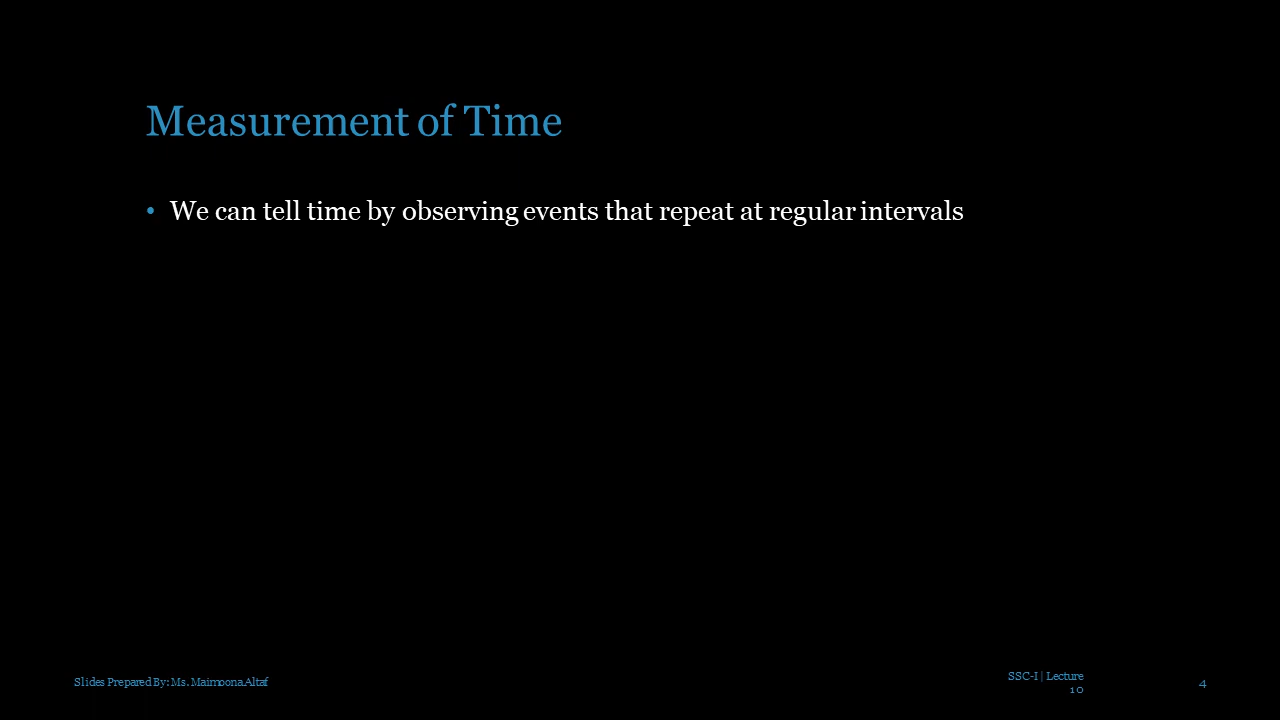 Measurement of Time
• We can tell time by observing events that repeat at regular intervals
Slides Prepared By: Ms. Maimoona Altaf
SSC-I | Lecture
10
4